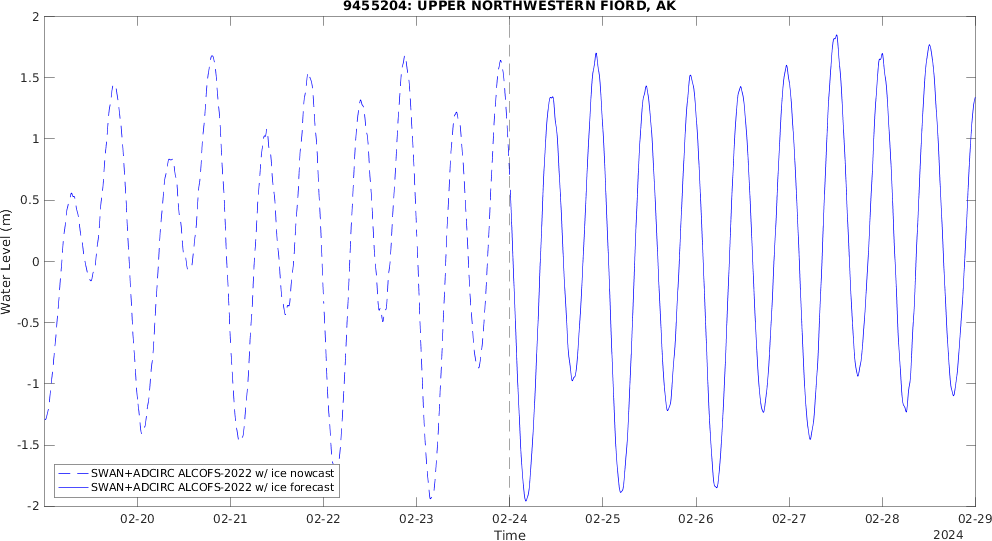 9455204: UPPER NORTHWESTERN FIORD, AK
2
1.5
1
0.5
0
-0.5
-1
-1.5
-2
Water Level (m)
SWAN+ADCIRC ALCOFS-2022 w/ ice nowcast
SWAN+ADCIRC ALCOFS-2022 w/ ice forecast
02-20 02-21 02-22 02-23 02-24 02-25 02-26 02-27 02-28 02-29
Time
2024